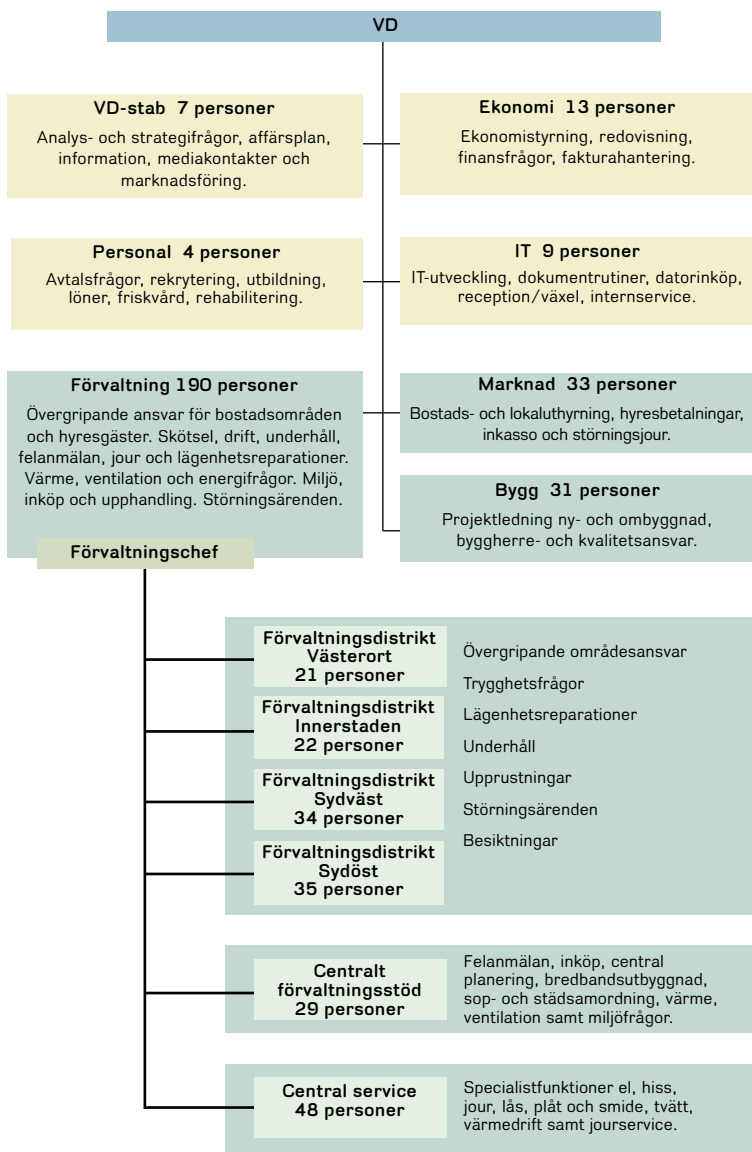 VD
VD-stab 7 personer
Analys- och strategifrågor, affärsplan,
information, mediakontakter och
marknadsföring.
Ekonomi 13 personer
Ekonomistyrning, redovisning,
finansfrågor, fakturahantering.
Personal 4 personer
Avtalsfrågor, rekrytering, utbildning,
löner, friskvård, rehabilitering.
IT 9 personer
IT-utveckling, dokumentrutiner, datorinköp,
reception/växel, internservice.
Förvaltning 190 personer
Övergripande ansvar för bostadsområden
och hyresgäster. Skötsel, drift, underhåll,
felanmälan, jour och lägenhetsreparationer.
Värme, ventilation och energifrågor. Miljö,
inköp och upphandling. Störningsärenden.
Marknad 33 personer
Bostads- och lokaluthyrning, hyresbetalningar,
inkasso och störningsjour.
Bygg 31 personer
Projektledning ny- och ombyggnad,
byggherre- och kvalitetsansvar.
Förvaltningschef
Förvaltningsdistrikt
Västerort
21 personer
Förvaltningsdistrikt
Innerstaden
22 personer
Förvaltningsdistrikt
Sydväst
34 personer
Förvaltningsdistrikt
Sydöst
35 personer
Övergripande områdesansvar
Trygghetsfrågor
Lägenhetsreparationer
Underhåll
Upprustningar
Störningsärenden
Besiktningar
Centralt
förvaltningsstöd
29 personer
Felanmälan, inköp, central
planering, bredbandsutbyggnad,
sop- och städsamordning, värme,
ventilation samt miljöfrågor.
Central service
48 personer
Specialistfunktioner el, hiss,
jour, lås, plåt och smide, tvätt,
värmedrift samt jourservice.